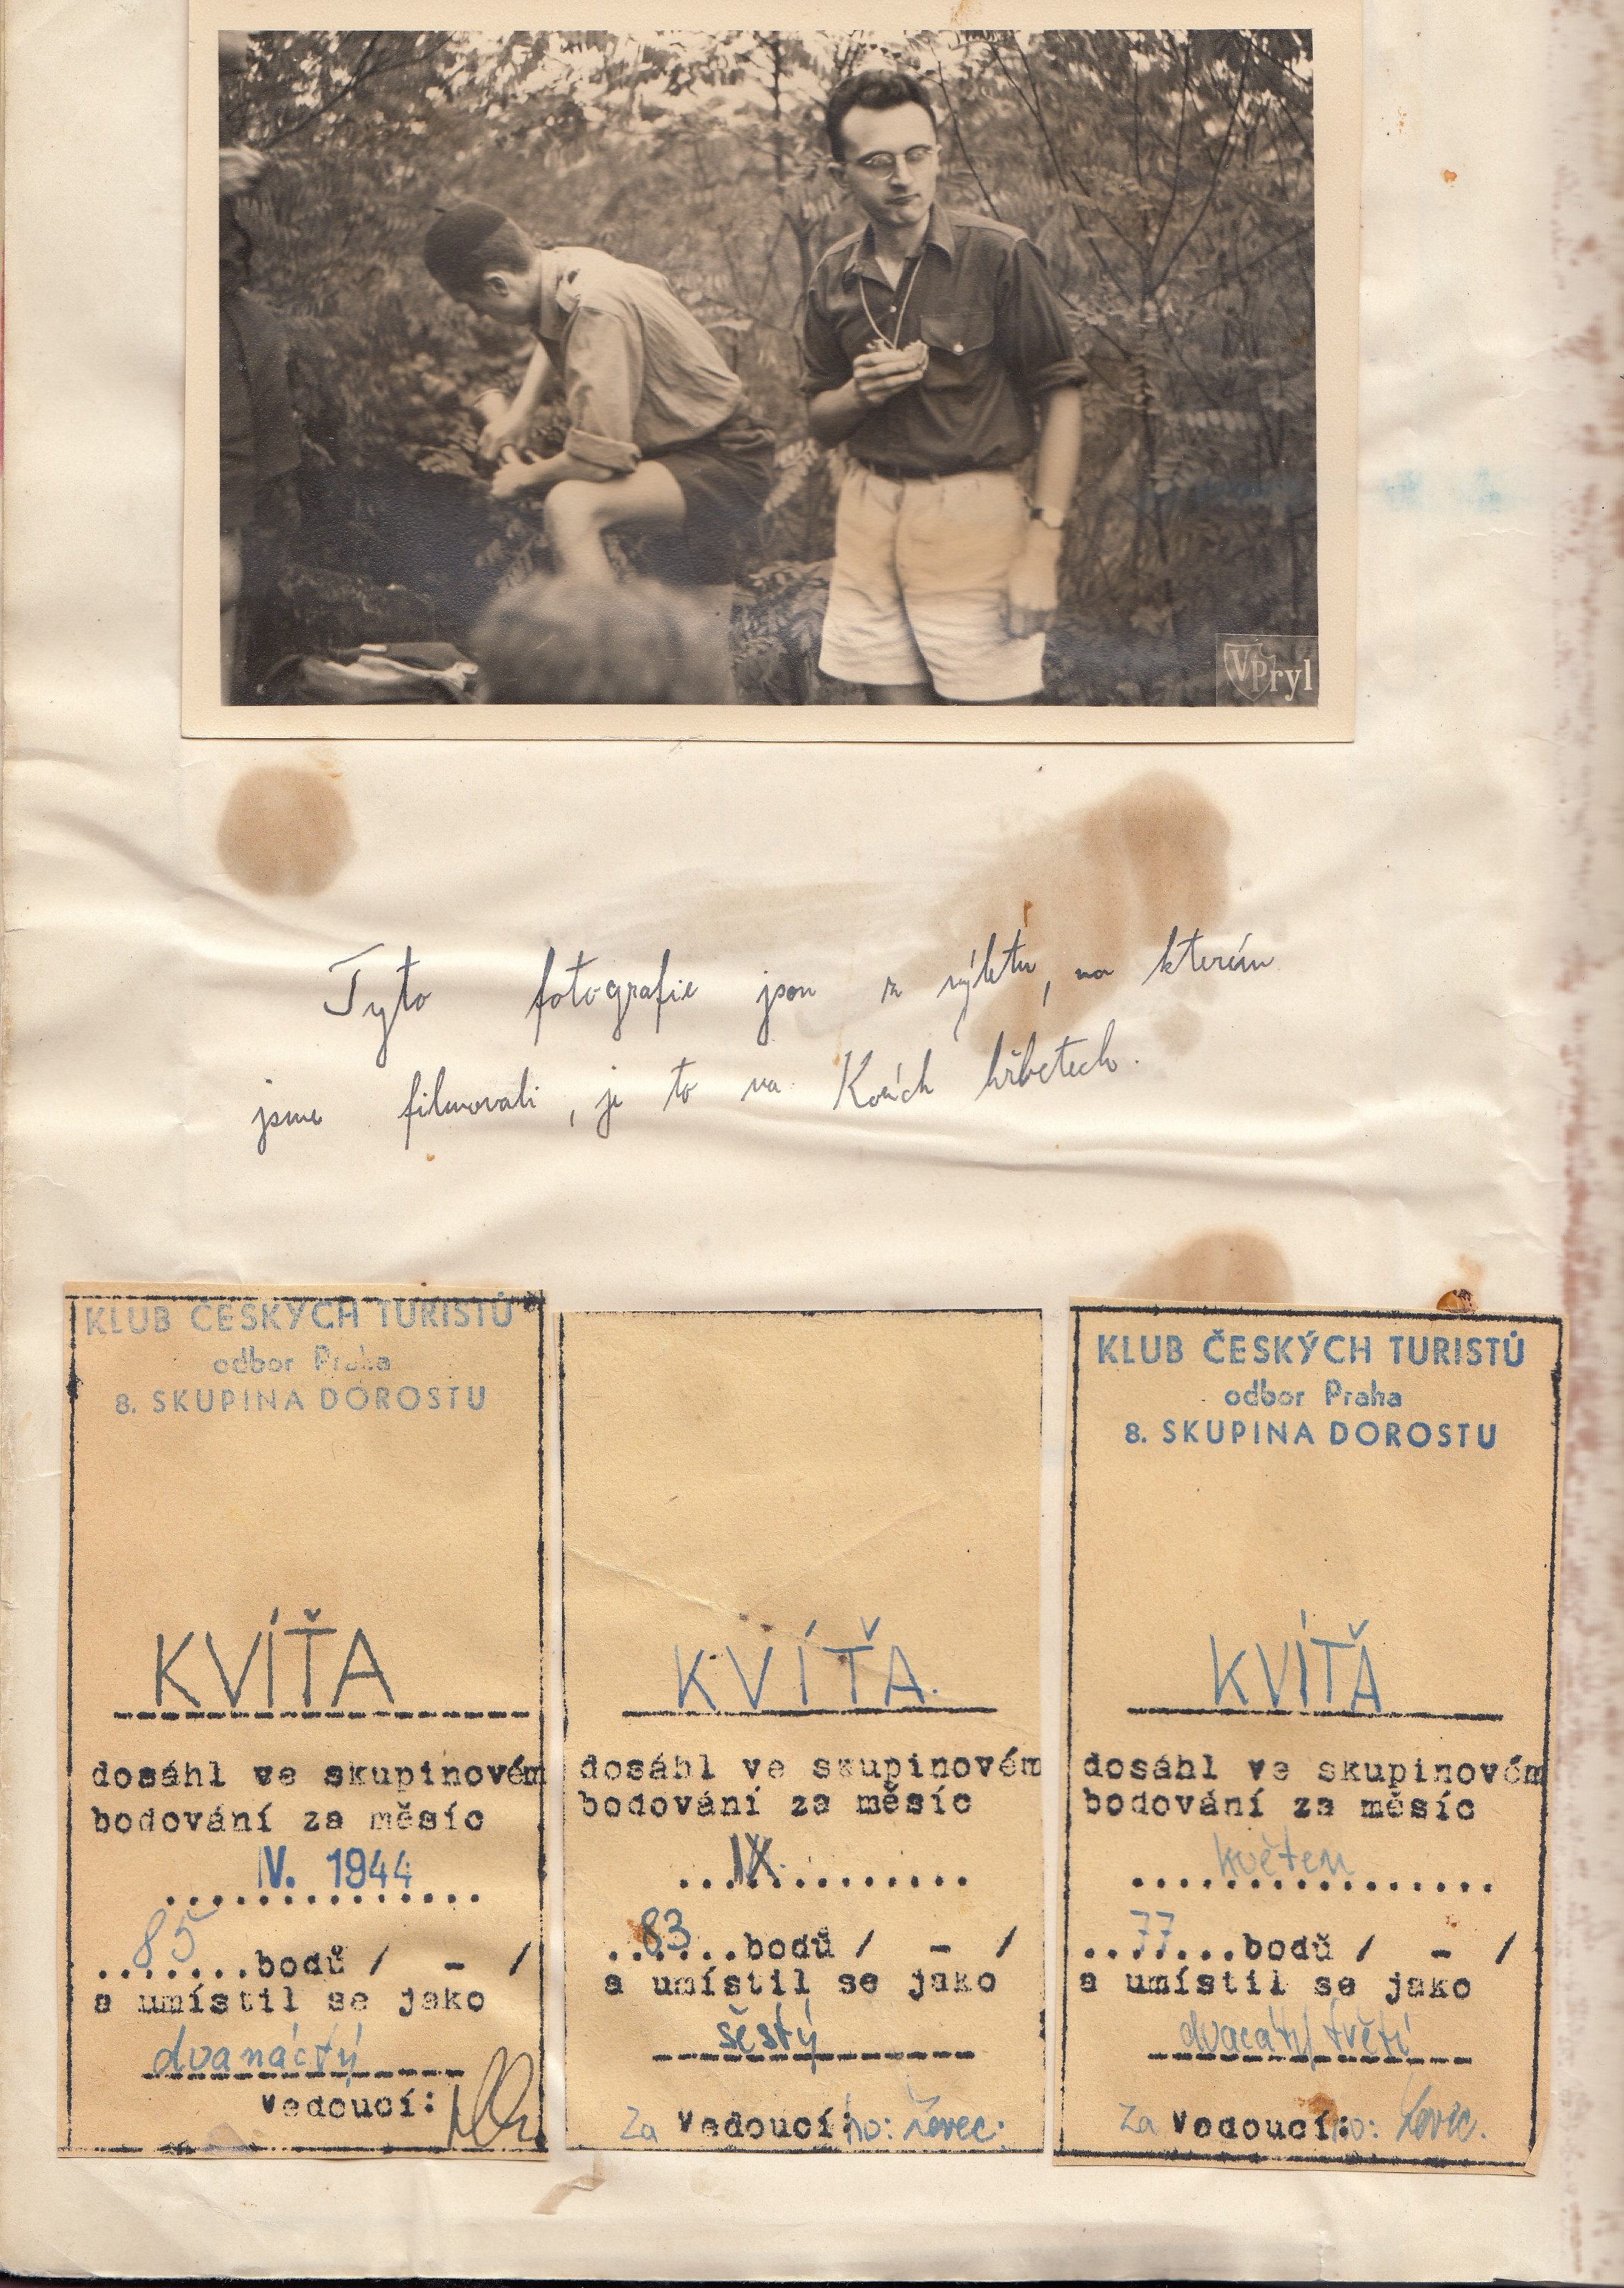 VPryl
Tyto fotografie jsou z výletu, na kterém
jsme filmovali, je to na Kozích hřbetech.
KLUB ČESKÝCH TURISTŮ
odbor Praha
8. SKUPINA DOROSTU
KVÍŤA
dosáhl ve skupinovém
bodování za měsíc
IV. 1944
85 bodů / - /
a umístil se jako
dvanáctý
Vedoucí:
KVÍŤA.
dosáhl ve skupinovém
bodování za měsíc
IX.
83 bodů / - /
a umístil se jako
šestý
Za Vedoucí: po: Lovec.
KLUB ČESKÝCH TURISTŮ
odbor Praha
8. SKUPINA DOROSTU
KVÍŤA
dosáhl ve skupinovém
bodování za měsíc
květen
77 bodů / - /
a umístil se jako
dvacátý třetí
Za Vedoucí: po: Lovec.